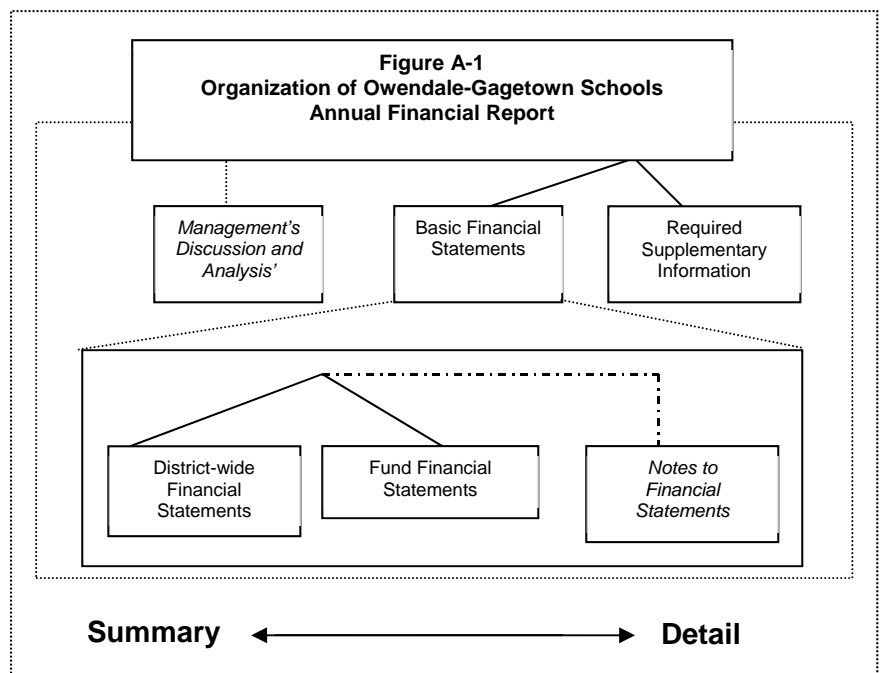 Figure A-1
Organization of Owendale-Gagetown Schools
Annual Financial Report
Management’s
Discussion and
Analysis’
Basic Financial
Statements
Required
Supplementary
Information
District-wide
Financial
Statements
Fund Financial
Statements
Notes to
Financial
Statements
Summary
Detail